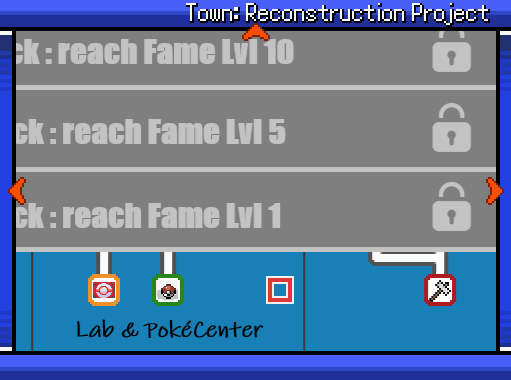 Town: Reconstruction Project
ck : reach Fame Lvl 10
ck : reach Fame Lvl 5
ck : reach Fame Lvl 1
Lab & PokéCenter